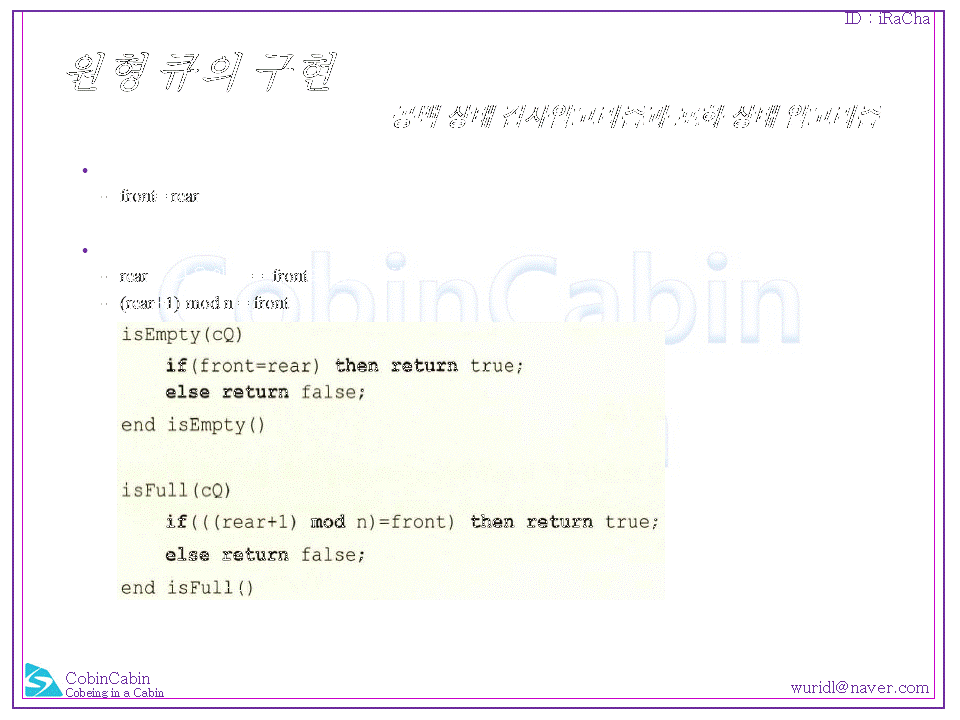 ID : iRaCha
원형 큐의 구현
공백 상태 검사알고리즘과 포화 상태 알고리즘
•
– front=rear
•
– rear == front
– (rear+1) mod n = front
CobinCabin
isEmpty(cQ)
if(front=rear) then return true;
else return false;
end isEmpty()
isFull(cQ)
if(((rear+1) mod n)=front) then return true;
else return false;
end isFull()
CobinCabin
Cobeing in a Cabin
wuridl@naver.com